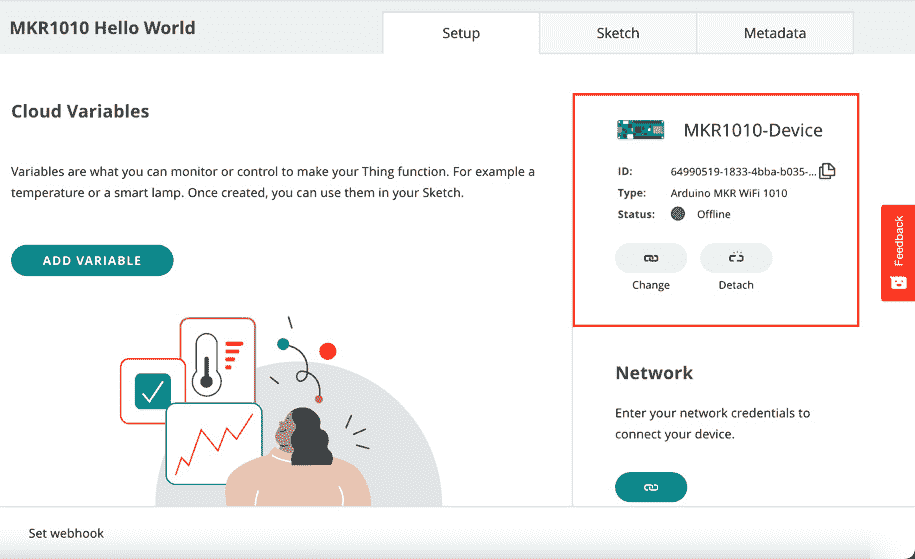 MKR1010 Hello World
Setup
Sketch
Metadata
Cloud Variables
Variables are what you can monitor or control to make your Thing function. For example a
temperature or a smart lamp. Once created, you can use them in your Sketch.
ADD VARIABLE
MKR1010-Device
ID: 64990519-1833-4bba-b035-...
Type: Arduino MKR WiFi 1010
Status: Offline
Change
Detach
Feedback
Network
Enter your network credentials to
connect your device.
Set webhook